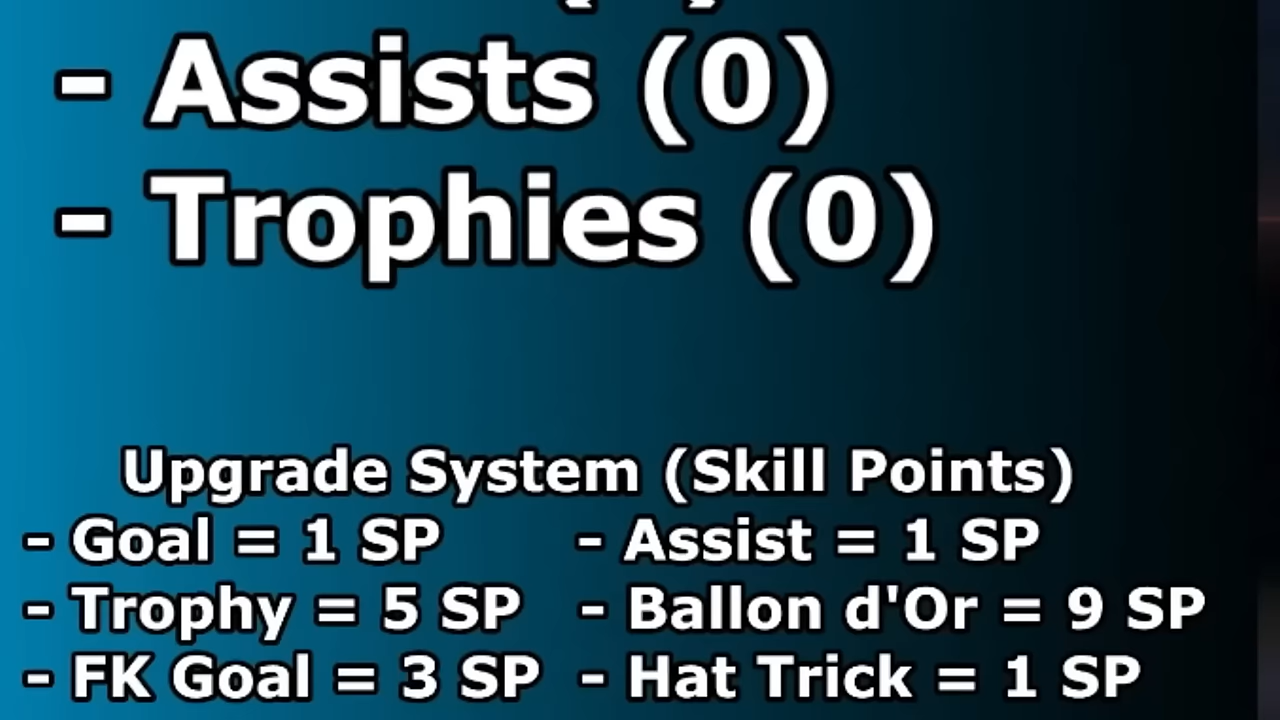 - Assists (0)
- Trophies (0)
Upgrade System (Skill Points)
- Goal = 1 SP - Assist = 1 SP
- Trophy = 5 SP - Ballon d'Or = 9 SP
- FK Goal = 3 SP - Hat Trick = 1 SP